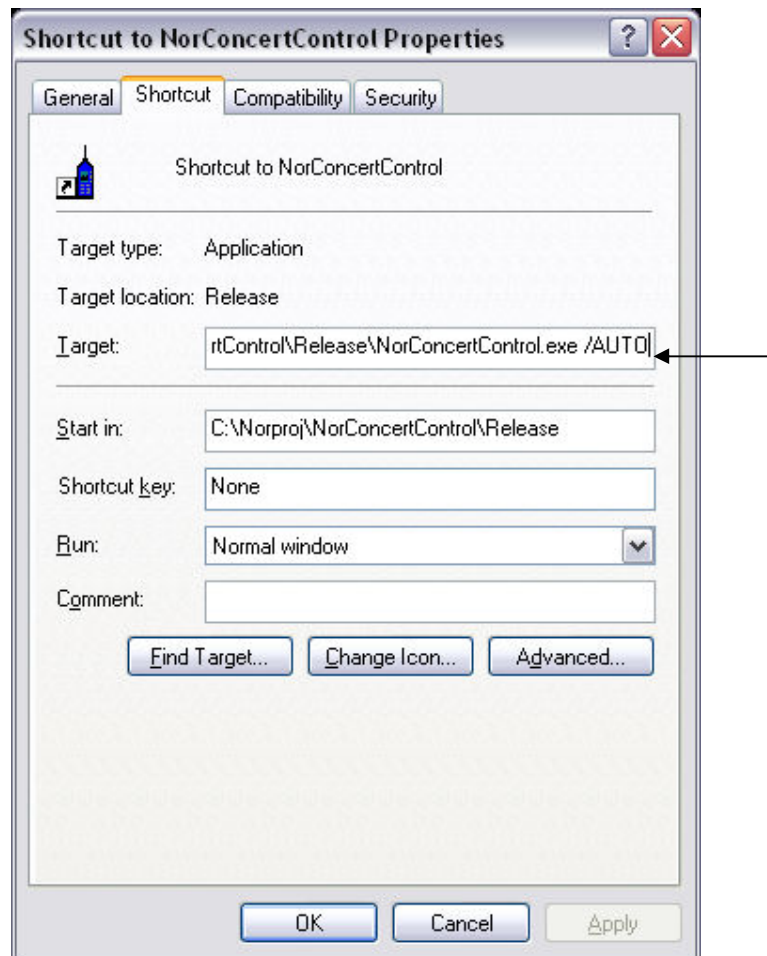 Shortcut to NorConcertControl Properties
General Shortcut Compatibility Security
Shortcut to NorConcertControl
Target type: Application
Target location: Release
Target: rtControl\Release\NorConcertControl.exe /AUTO
Start in: C:\Norproj\NorConcertControl\Release
Shortcut key: None
Run: Normal window
Comment:
Find Target... Change Icon... Advanced...
OK Cancel Apply